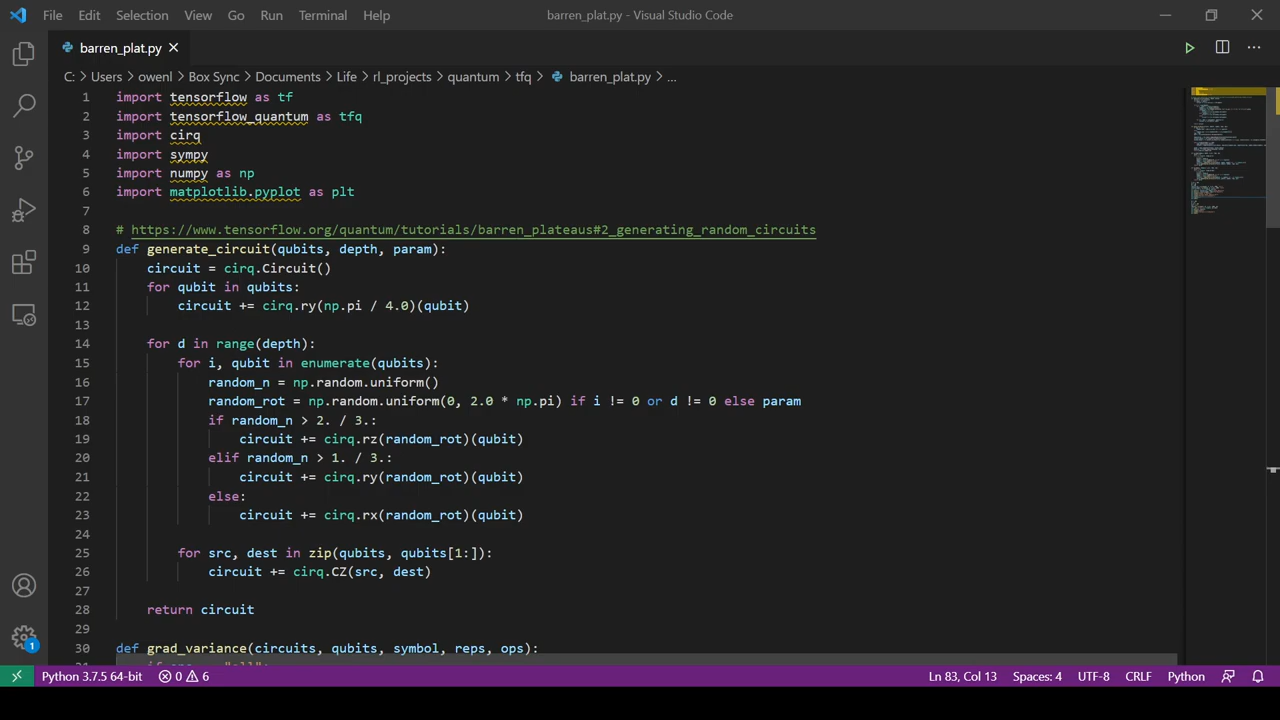 File Edit Selection View Go Run Terminal Help barren_plat.py - Visual Studio Code
barren_plat.py
C: > Users > owenl > Box Sync > Documents > Life > rl_projects > quantum > tfq > barren_plat.py > ...
1 import tensorflow as tf
2 import tensorflow_quantum as tfq
3 import cirq
4 import sympy
5 import numpy as np
6 import matplotlib.pyplot as plt
7
8 # https://www.tensorflow.org/quantum/tutorials/barren_plateaus#2_generating_random_circuits
9 def generate_circuit(qubits, depth, param):
10     circuit = cirq.Circuit()
11     for qubit in qubits:
12         circuit += cirq.ry(np.pi / 4.0)(qubit)
13
14     for d in range(depth):
15         for i, qubit in enumerate(qubits):
16             random_n = np.random.uniform()
17             random_rot = np.random.uniform(0, 2.0 * np.pi) if i != 0 or d != 0 else param
18             if random_n > 2. / 3.:
19                 circuit += cirq.rz(random_rot)(qubit)
20             elif random_n > 1. / 3.:
21                 circuit += cirq.ry(random_rot)(qubit)
22             else:
23                 circuit += cirq.rx(random_rot)(qubit)
24
25         for src, dest in zip(qubits, qubits[1:]):
26             circuit += cirq.CZ(src, dest)
27
28     return circuit
29
30 def grad_variance(circuits, qubits, symbol, reps, ops):
1
Python 3.7.5 64-bit 0 6 Ln 83, Col 13 Spaces: 4 UTF-8 CRLF Python